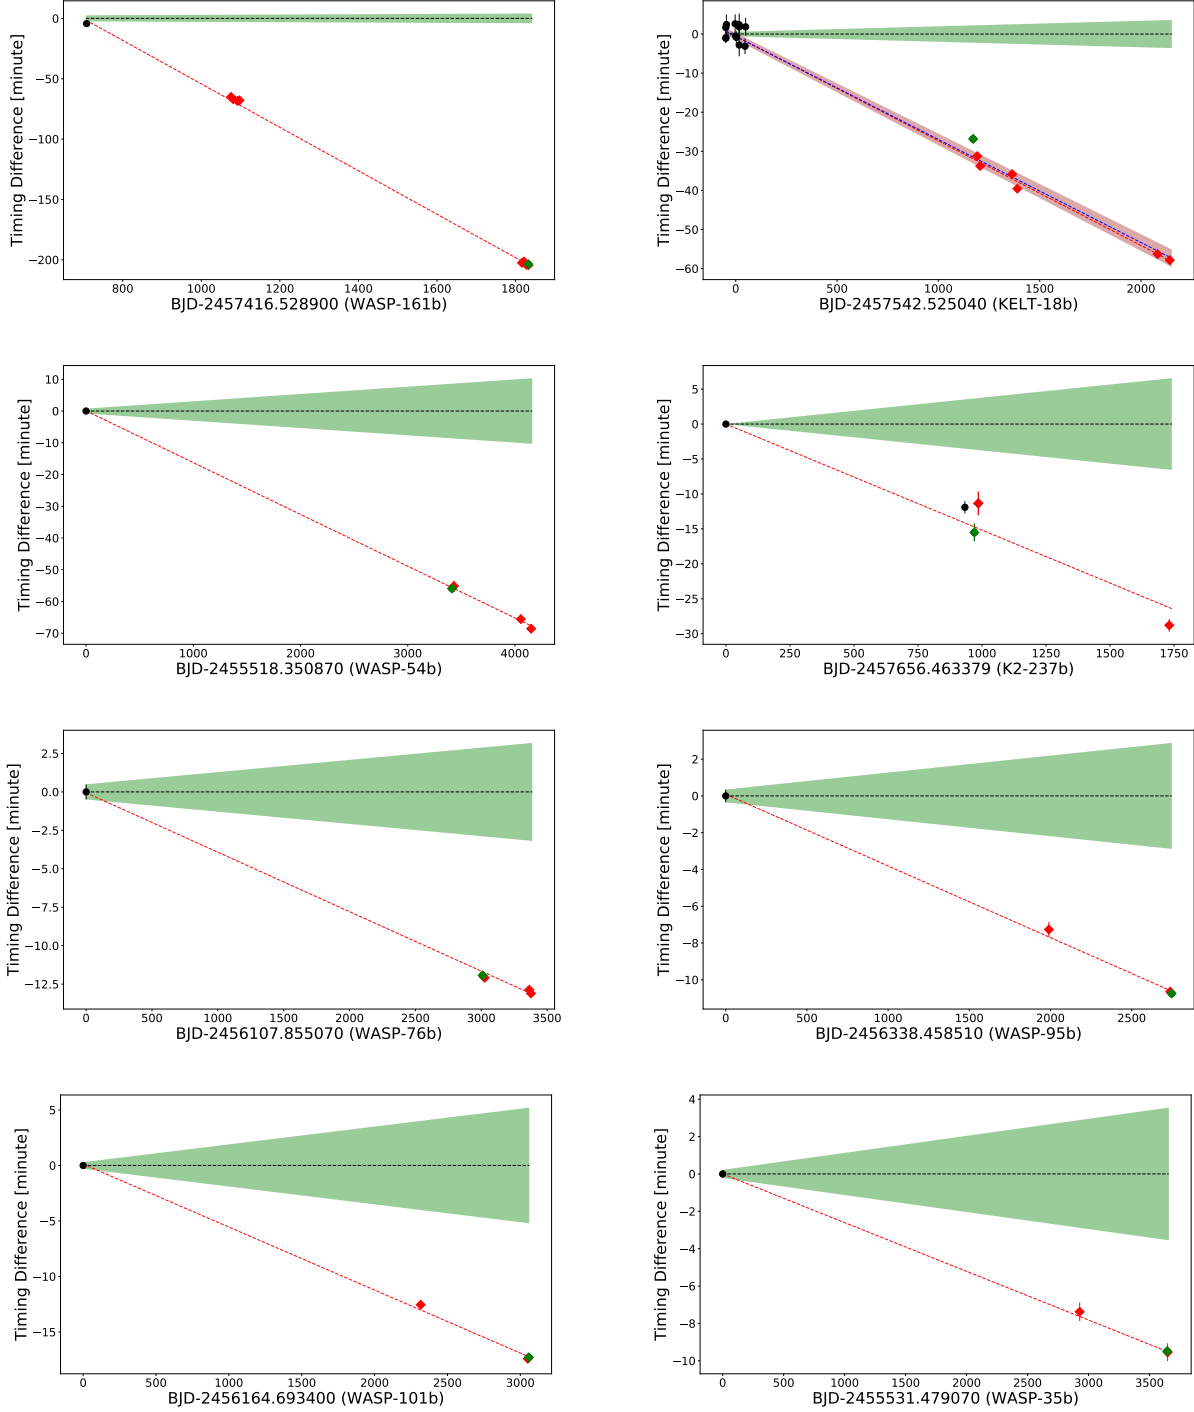 Timing Difference [minute]
0
−50
−100
−150
−200
800 1000 1200 1400 1600 1800
BJD-2457416.528900 (WASP-161b)
Timing Difference [minute]
0
−10
−20
−30
−40
−50
−60
0 500 1000 1500 2000
BJD-2457542.525040 (KELT-18b)
Timing Difference [minute]
10
0
−10
−20
−30
−40
−50
−60
−70
0 1000 2000 3000 4000
BJD-2455518.350870 (WASP-54b)
Timing Difference [minute]
5
0
−5
−10
−15
−20
−25
−30
0 250 500 750 1000 1250 1500 1750
BJD-2457656.463379 (K2-237b)
Timing Difference [minute]
2.5
0.0
−2.5
−5.0
−7.5
−10.0
−12.5
0 500 1000 1500 2000 2500 3000 3500
BJD-2456107.855070 (WASP-76b)
Timing Difference [minute]
2
0
−2
−4
−6
−8
−10
0 500 1000 1500 2000 2500
BJD-2456338.458510 (WASP-95b)
Timing Difference [minute]
5
0
−5
−10
−15
0 500 1000 1500 2000 2500 3000
BJD-2456164.693400 (WASP-101b)
Timing Difference [minute]
4
2
0
−2
−4
−6
−8
−10
0 500 1000 1500 2000 2500 3000 3500
BJD-2455531.479070 (WASP-35b)